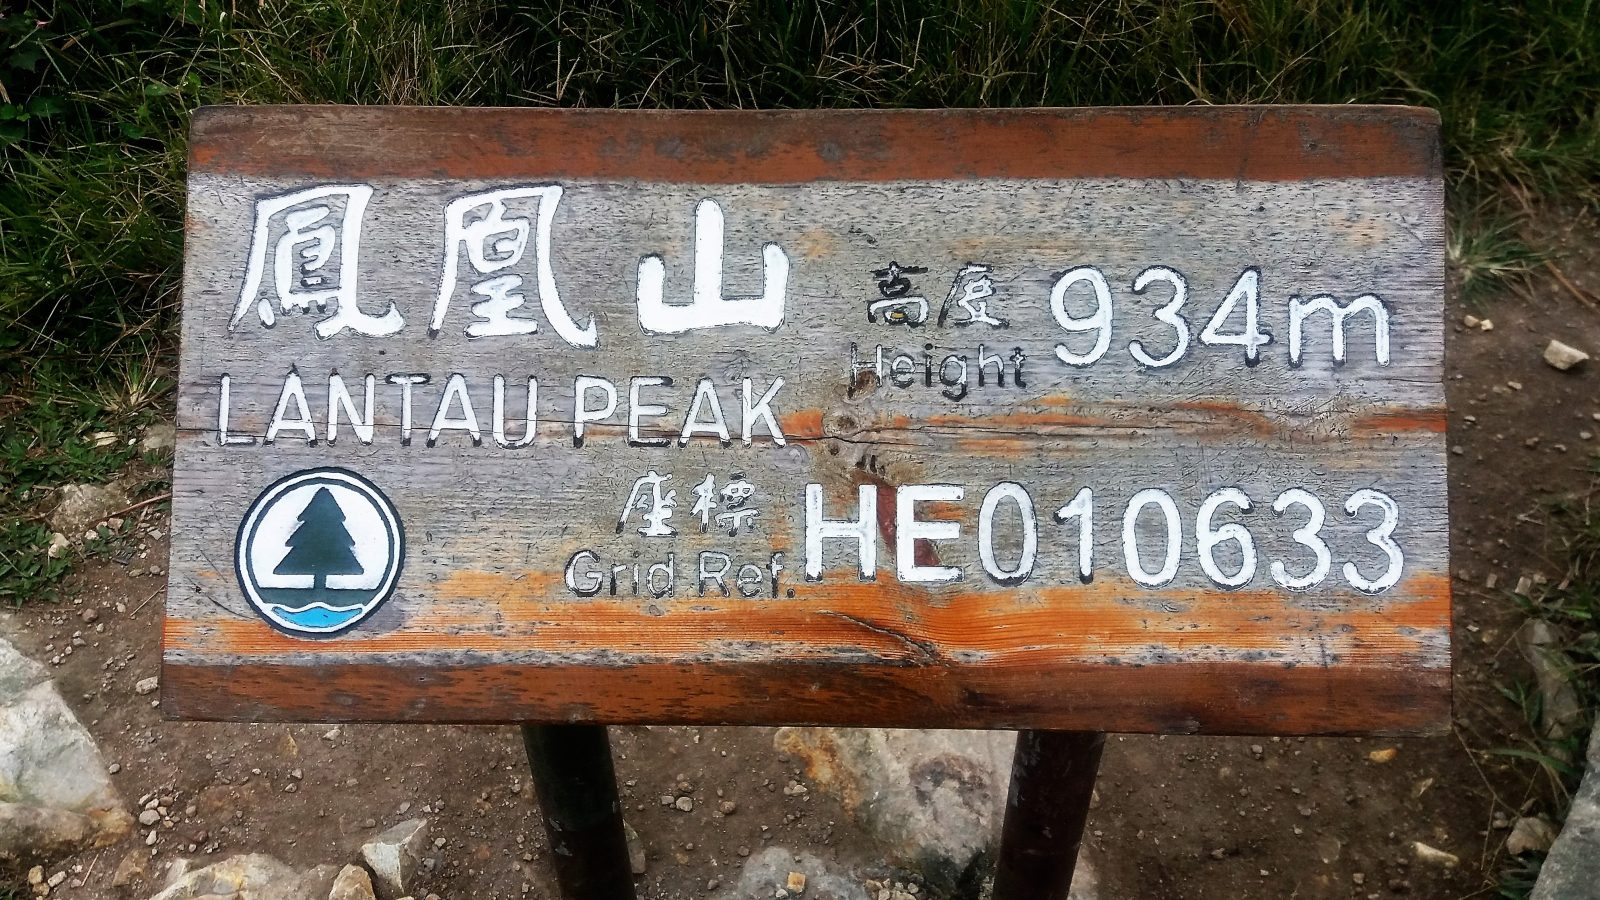 鳳凰山
LANTAU PEAK
高度 934m
Height
座標 HE010633
Grid Ref.